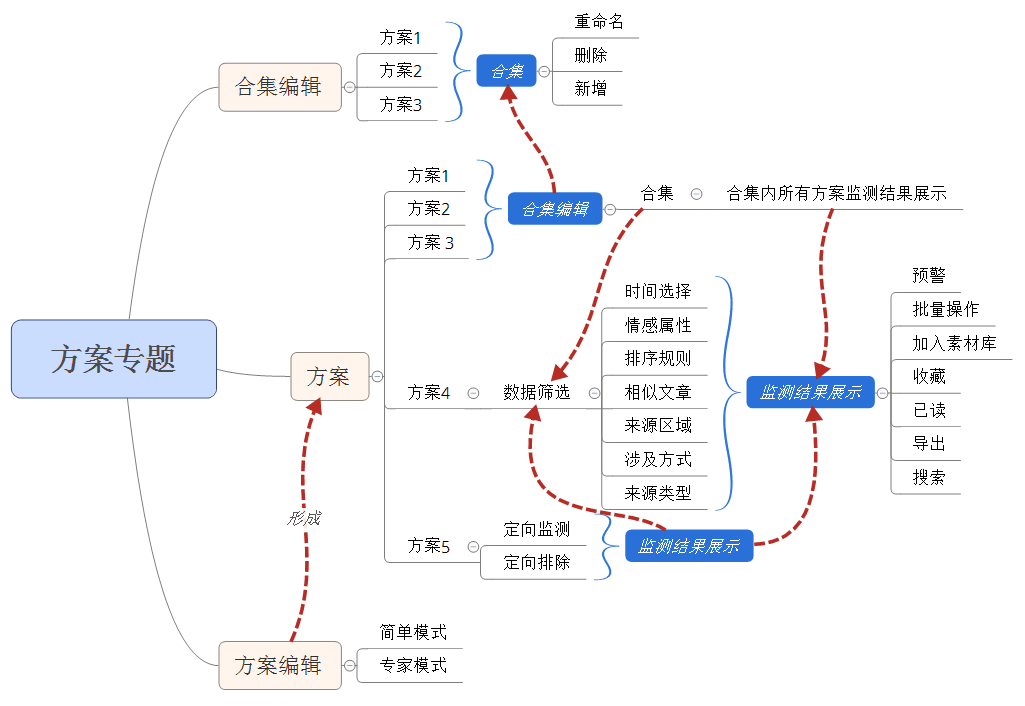 方案专题
合集编辑
方案1
方案2
方案3
合集
重命名
删除
新增
方案
方案1
方案2
方案 3
合集编辑
合集
合集内所有方案监测结果展示
方案4
数据筛选
时间选择
情感属性
排序规则
相似文章
来源区域
涉及方式
来源类型
监测结果展示
预警
批量操作
加入素材库
收藏
已读
导出
搜索
方案5
定向监测
定向排除
监测结果展示
形成
方案编辑
简单模式
专家模式